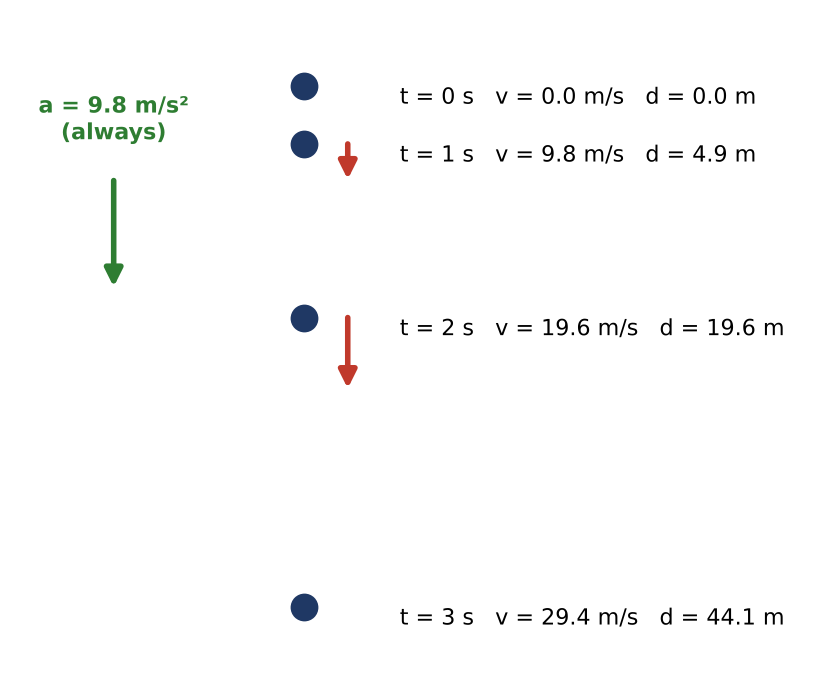 a = 9.8 m/s²
(always)
t = 0 s   v = 0.0 m/s   d = 0.0 m
t = 1 s   v = 9.8 m/s   d = 4.9 m
t = 2 s   v = 19.6 m/s   d = 19.6 m
t = 3 s   v = 29.4 m/s   d = 44.1 m